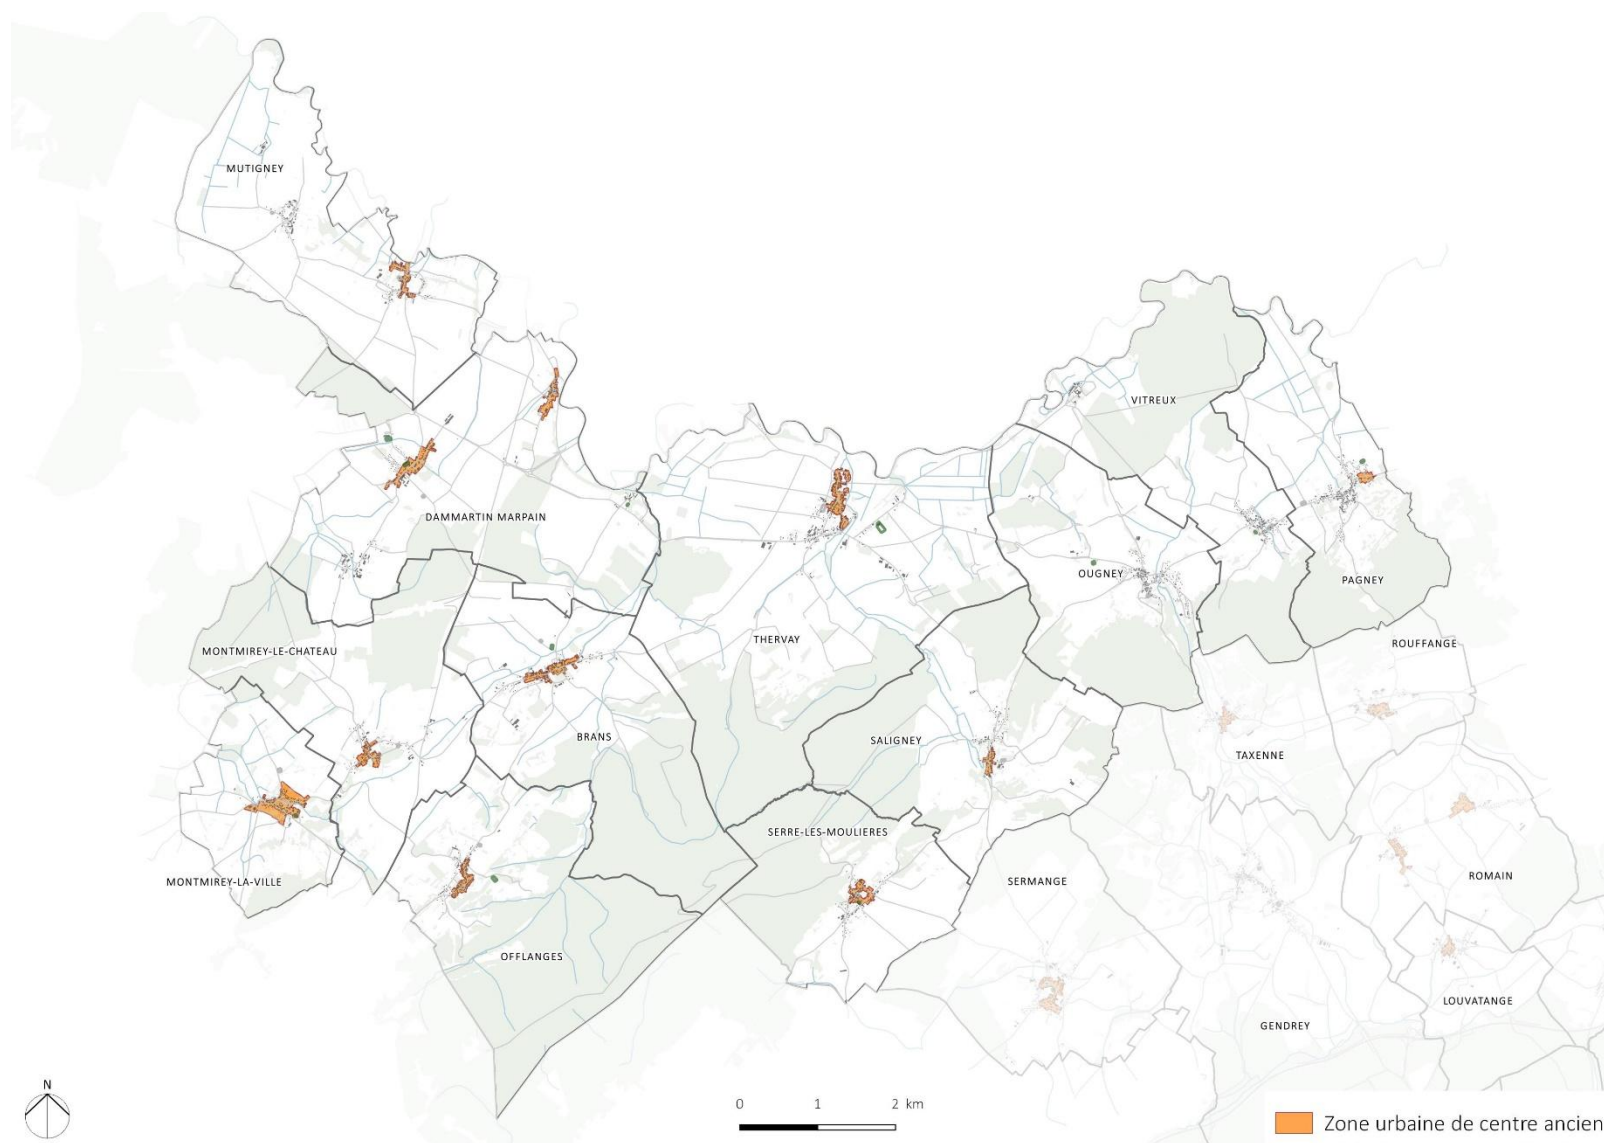 MUTIGNEY
VITREUX
DAMMARTIN MARPAIN
OUGNEY
PAGNEY
THERVAY
ROUFFANGE
MONTMIREY-LE-CHATEAU
BRANS
SALIGNEY
TAXENNE
SERRE-LES-MOULIERES
MONTMIREY-LA-VILLE
SERMANGE
ROMAIN
OFFLANGES
LOUVATANGE
GENDREY
N
0 1 2 km
Zone urbaine de centre ancien